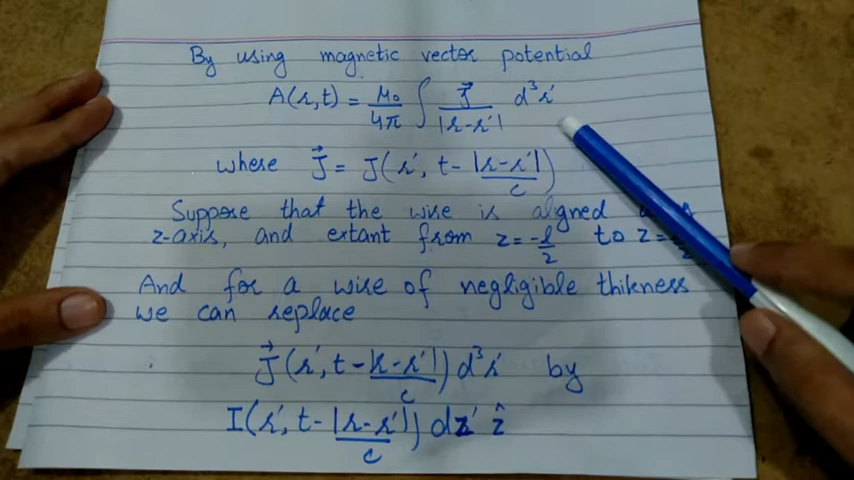 By using magnetic vector potential
A(r,t) = μ₀/4π ∫ J⃗/|r-r'| d³r'
where J⃗ = J(r', t - |r-r'|/c)
Suppose that the wire is aligned
z-axis, and extant from z = -l/2 to z =
And for a wire of negligible thikness
we can replace
J⃗(r', t - |r-r'|/c) d³r' by
I(r', t - |r-r'|/c) dz' ẑ